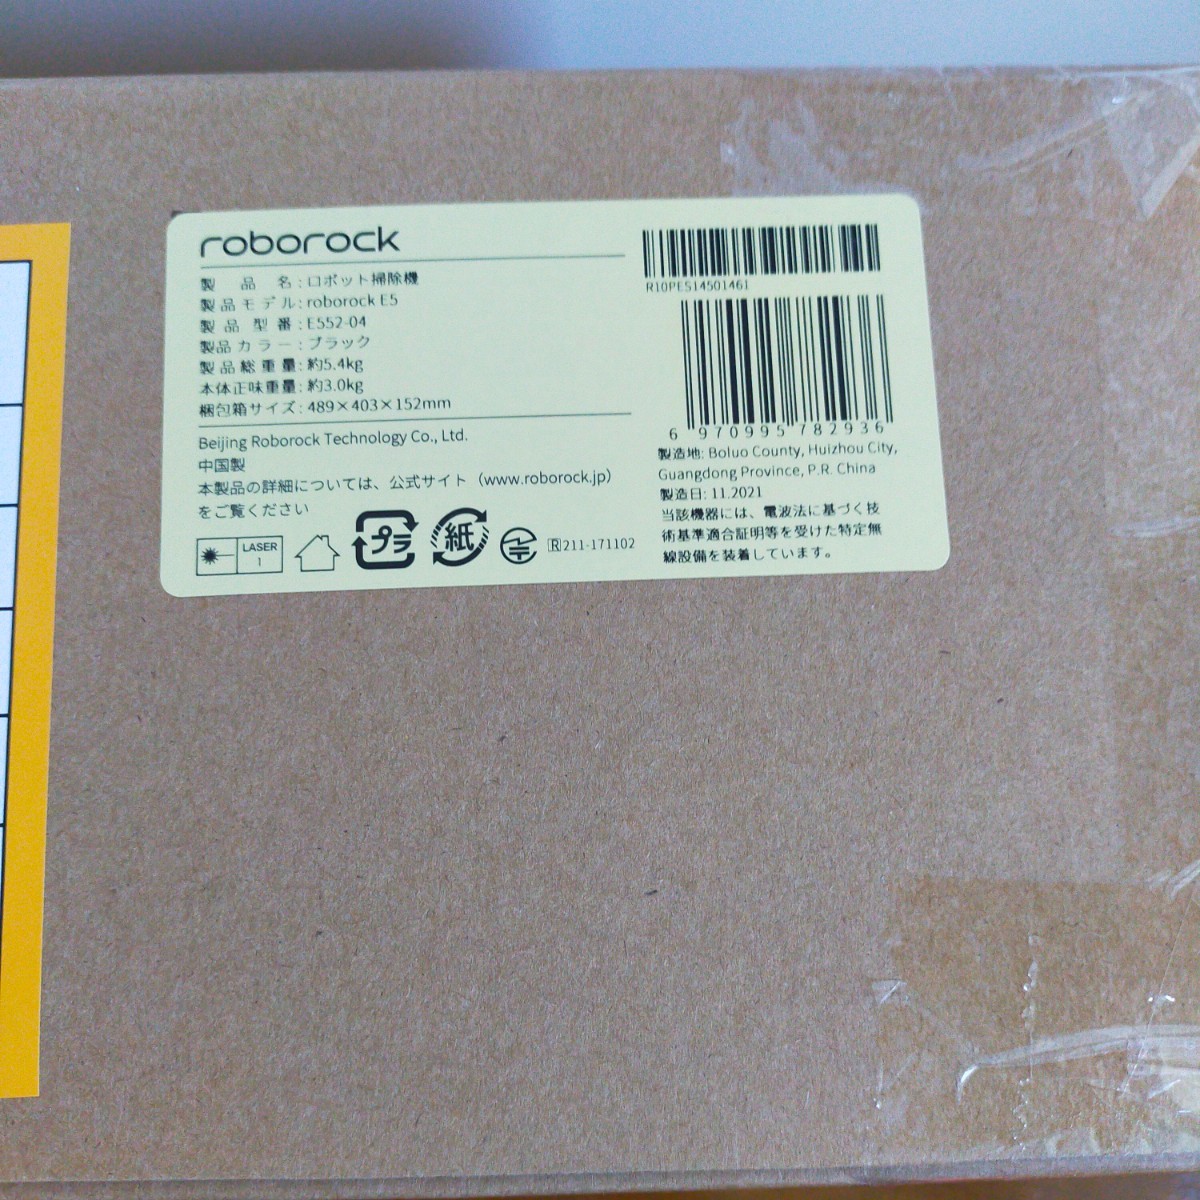 roborock
製品名:ロボット掃除機
製品モデル:roborock E5
製品型番:E552-04
製品カラー:ブラック
製品総重量:約5.4kg
本体正味重量:約3.0kg
梱包箱サイズ:489×403×152mm
Beijing Roborock Technology Co., Ltd.
中国製
本製品の詳細については、公式サイト（www.roborock.jp）
をご覧ください
LASER
1
プラ
紙
R 211-171102
R10PES14501461
6 970995 782936
製造地: Boluo County, Huizhou City,
Guangdong Province, P.R. China
製造日: 11.2021
当該機器には、電波法に基づく技
術基準適合証明等を受けた特定無
線設備を装着しています。